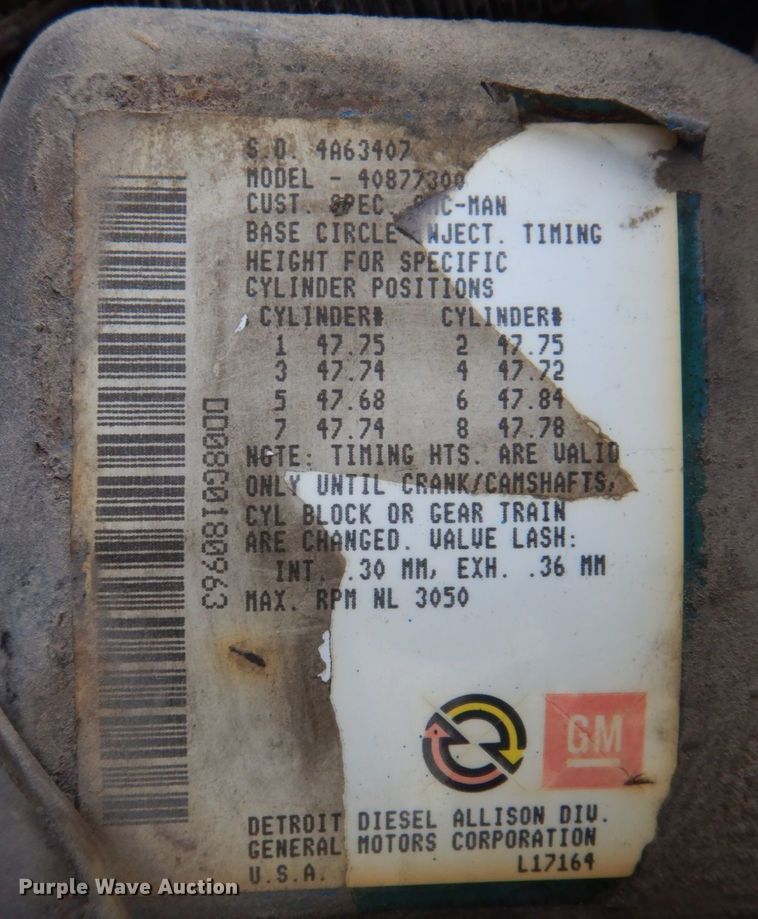 S.O. 4A63407
MODEL - 40877300
CUST. SPEC. GMC-MAN
BASE CIRCLE INJECT. TIMING
HEIGHT FOR SPECIFIC
CYLINDER POSITIONS
CYLINDER# CYLINDER#
1 47.75 2 47.75
3 47.74 4 47.72
5 47.68 6 47.84
7 47.74 8 47.78
NOTE: TIMING HTS. ARE VALID
ONLY UNTIL CRANK/CAMSHAFTS,
CYL BLOCK OR GEAR TRAIN
ARE CHANGED. VALVE LASH:
INT. .30 MM, EXH. .36 MM
MAX. RPM NL 3050
DD08G0180963
GM
DETROIT DIESEL ALLISON DIV.
GENERAL MOTORS CORPORATION
U.S.A. L17164
Purple Wave Auction